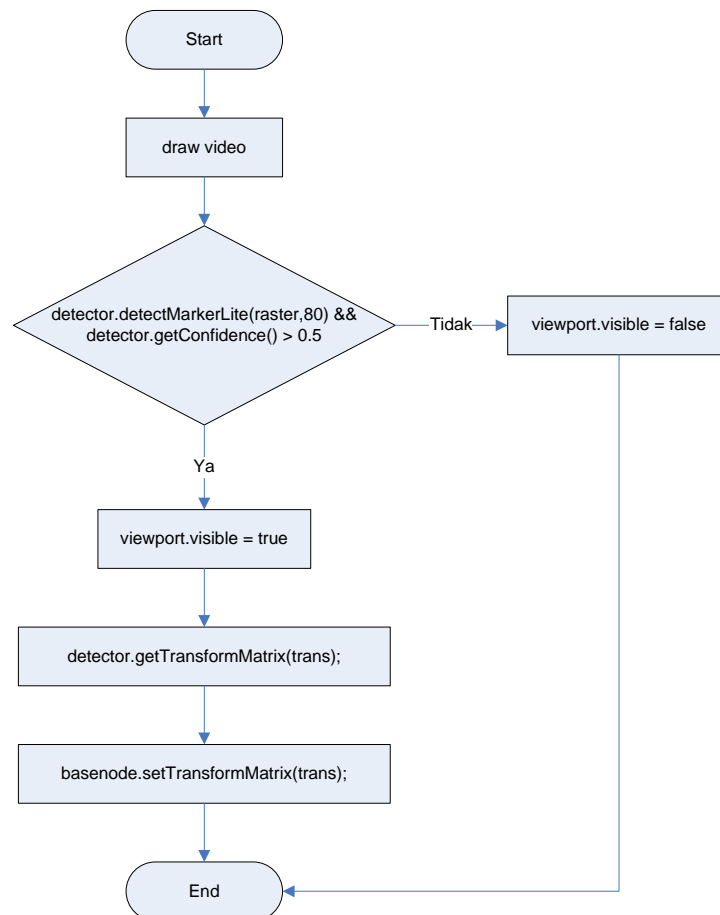 Start
draw video
detector.detectMarkerLite(raster,80) &&
detector.getConfidence() > 0.5
Tidak
viewport.visible = false
Ya
viewport.visible = true
detector.getTransformMatrix(trans);
basenode.setTransformMatrix(trans);
End